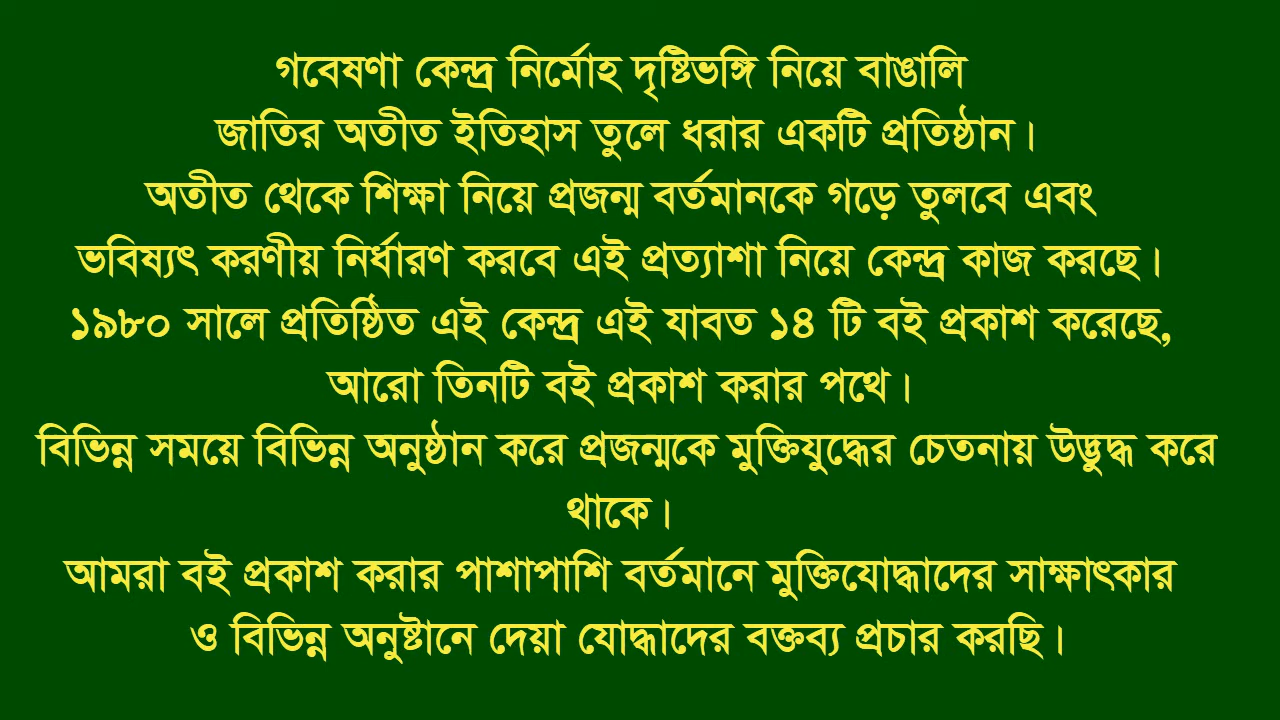 গবেষণা কেন্দ্র নির্মোহ দৃষ্টিভঙ্গি নিয়ে বাঙালি
জাতির অতীত ইতিহাস তুলে ধরার একটি প্রতিষ্ঠান।
অতীত থেকে শিক্ষা নিয়ে প্রজন্ম বর্তমানকে গড়ে তুলবে এবং
ভবিষ্যৎ করণীয় নির্ধারণ করবে এই প্রত্যাশা নিয়ে কেন্দ্র কাজ করছে।
১৯৮০ সালে প্রতিষ্ঠিত এই কেন্দ্র এই যাবত ১৪ টি বই প্রকাশ করেছে,
আরো তিনটি বই প্রকাশ করার পথে।
বিভিন্ন সময়ে বিভিন্ন অনুষ্ঠান করে প্রজন্মকে মুক্তিযুদ্ধের চেতনায় উদ্ভুদ্ধ করে
থাকে।
আমরা বই প্রকাশ করার পাশাপাশি বর্তমানে মুক্তিযোদ্ধাদের সাক্ষাৎকার
ও বিভিন্ন অনুষ্টানে দেয়া যোদ্ধাদের বক্তব্য প্রচার করছি।